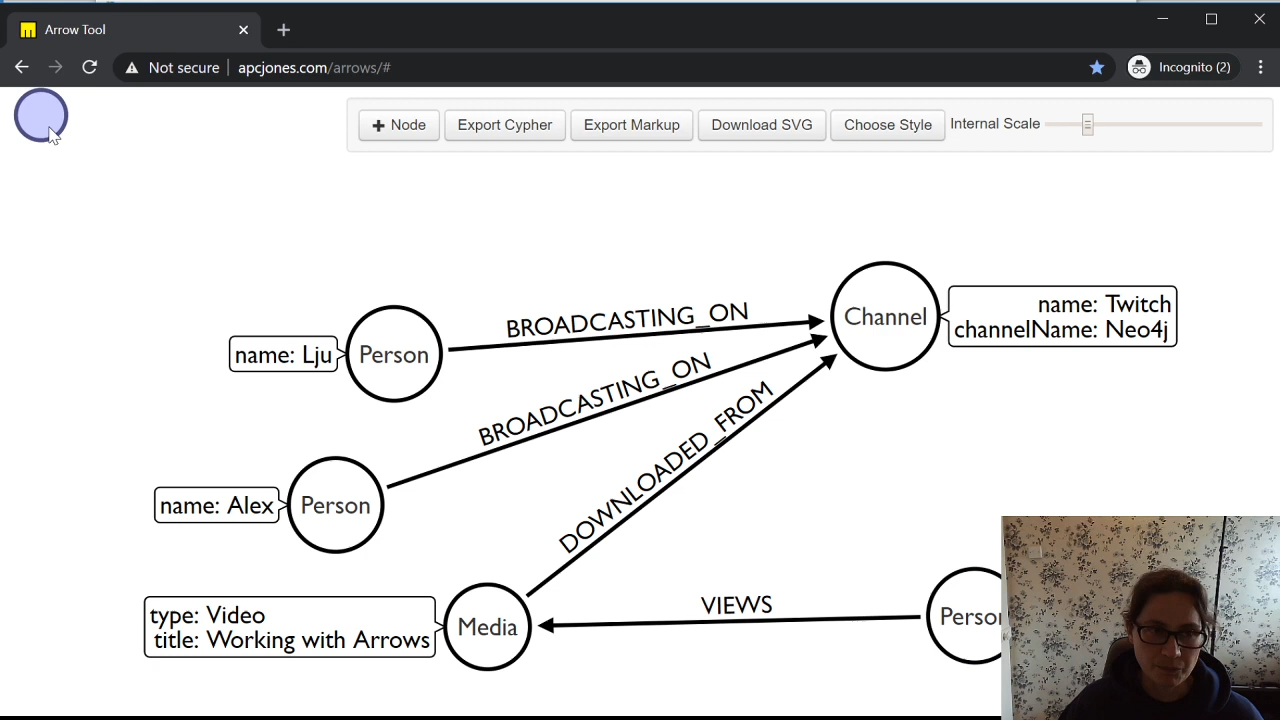 Arrow Tool
Not secure apcjones.com/arrows/# Incognito (2)
Node Export Cypher Export Markup Download SVG Choose Style Internal Scale
BROADCASTING_ON
Channel
name: Twitch
channelName: Neo4j
name: Lju
Person
BROADCASTING_ON
DOWNLOADED_FROM
name: Alex
Person
type: Video
title: Working with Arrows
Media
VIEWS